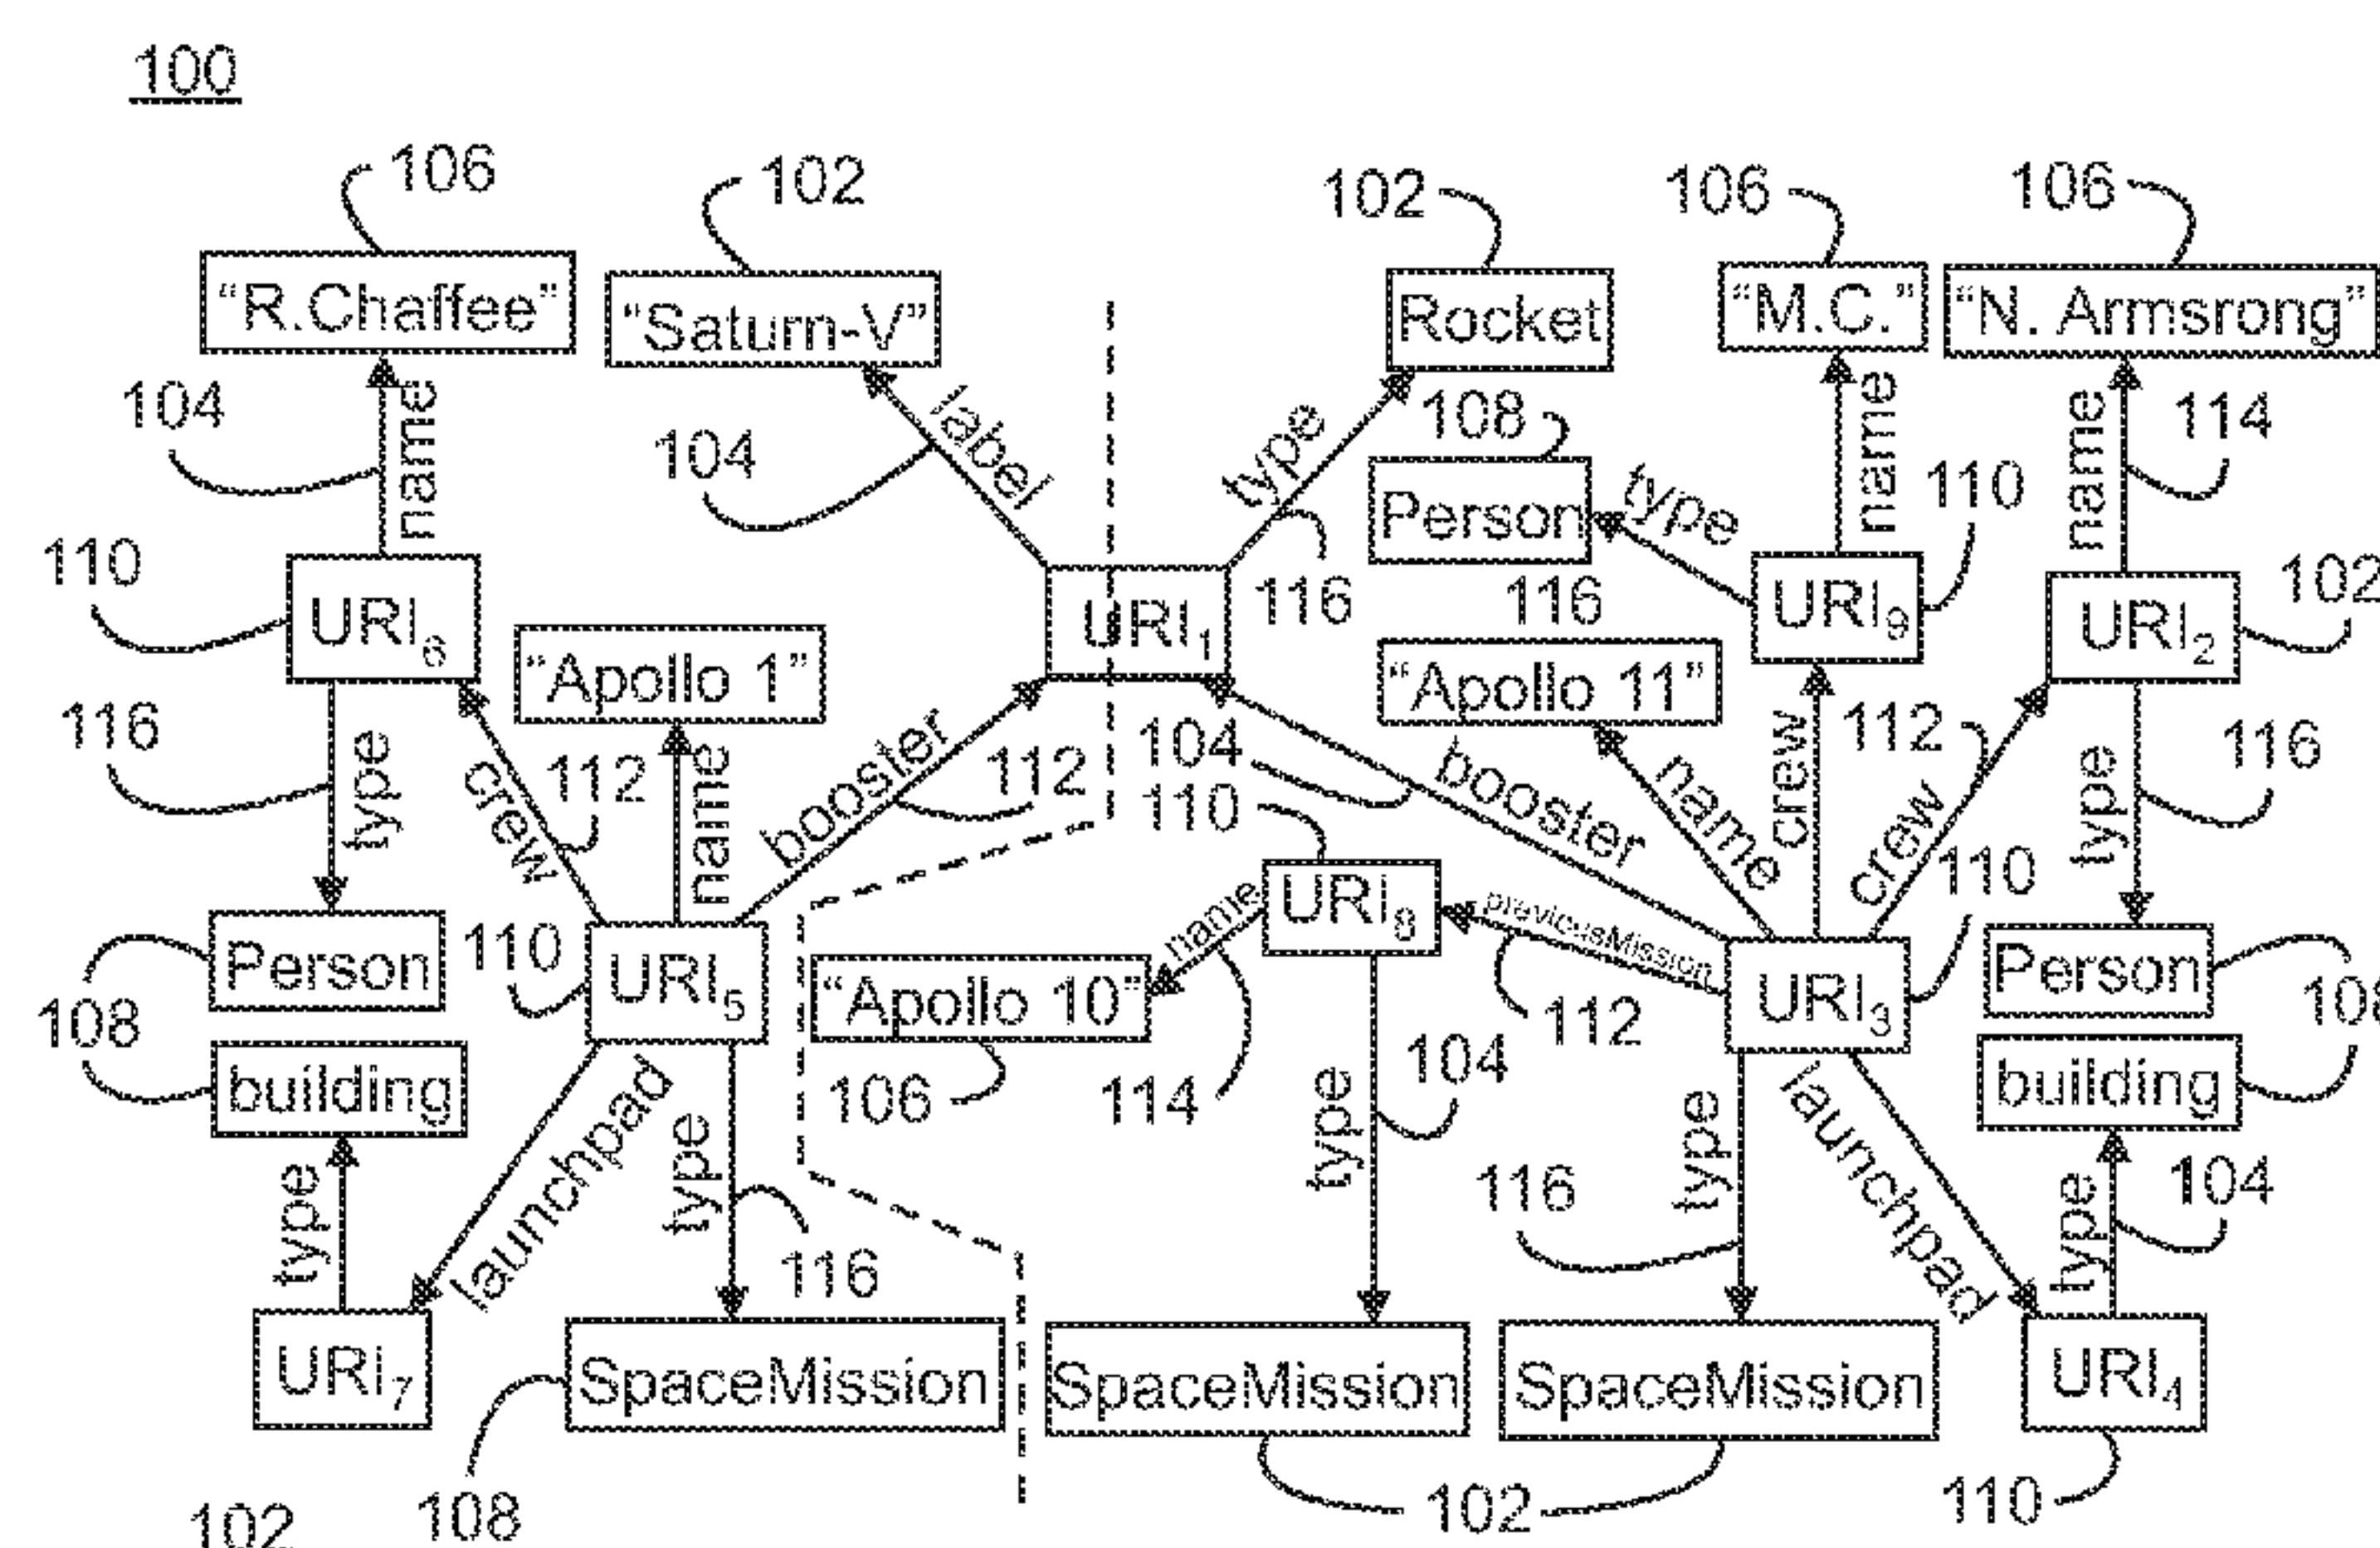 100
106
102
102
106
106
“R.Chaffee”
“Saturn-V”
Rocket
“M.C.”
“N. Armsrong”
104
name
104
label
type
108
Person
type
name
110
name
114
110
URI6
URI1
116
116
URI9
URI2
102
“Apollo 1”
“Apollo 11”
116
type
crew
112
name
booster
112
104
110
booster
name
crew
112
crew
type
116
110
108
Person
110
URI5
name
URI8
previousMission
112
URI3
Person
108
“Apollo 10”
106
114
building
launchpad
type
type
104
type
launchpad
building
type
116
116
type
104
URI7
SpaceMission
SpaceMission
SpaceMission
URI4
102
108
102
110